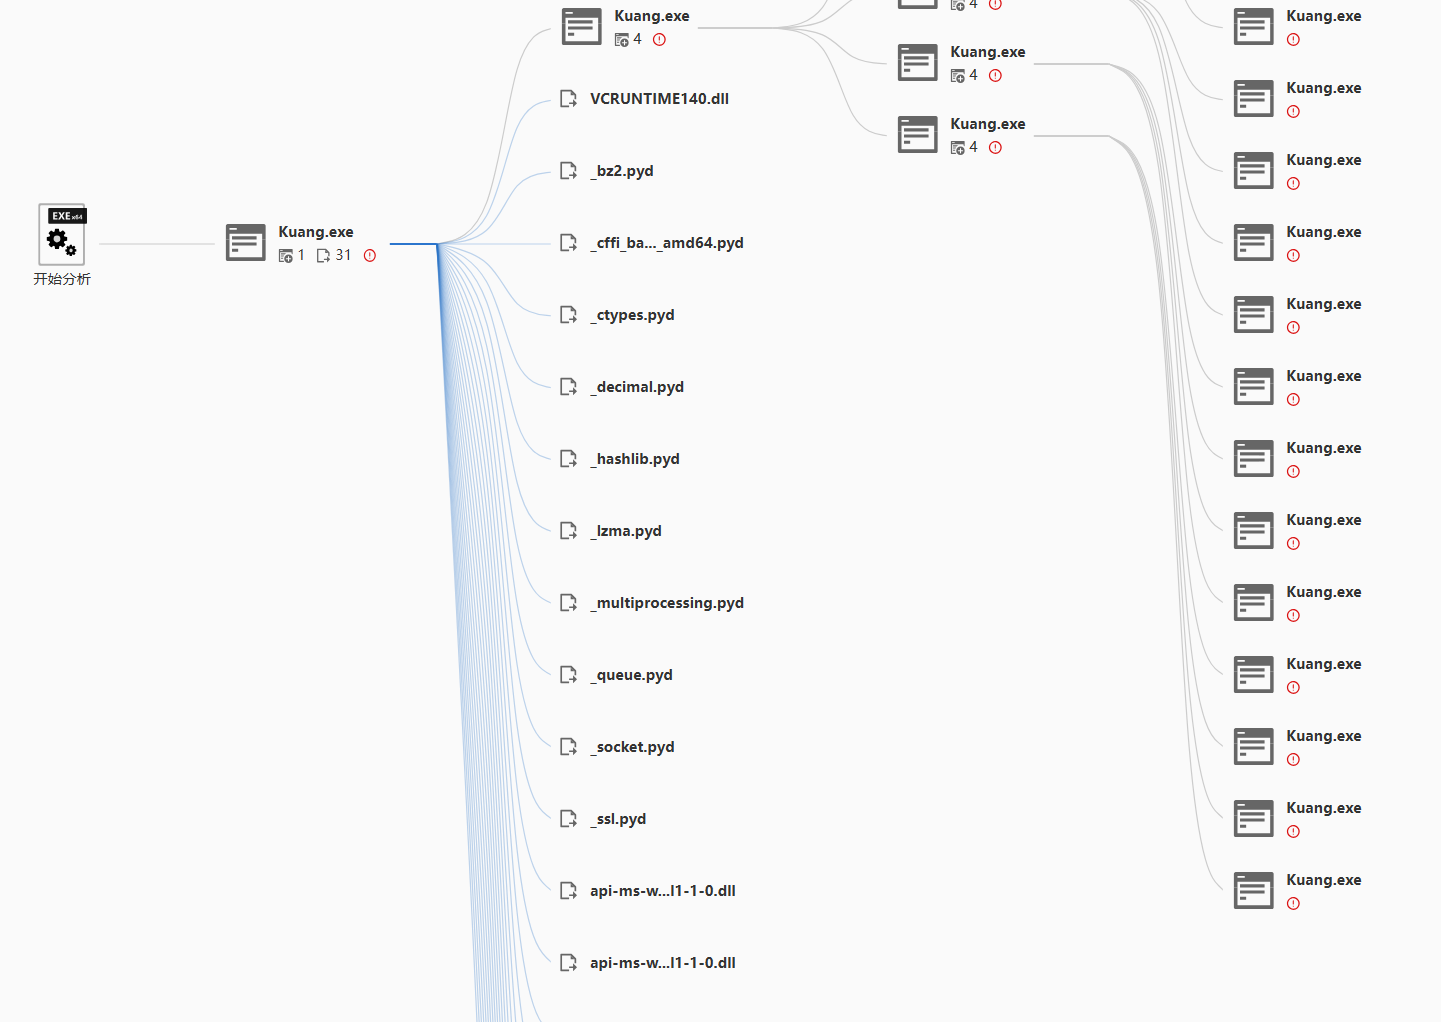 EXE x64
开始分析
Kuang.exe
1 31
Kuang.exe
4
VCRUNTIME140.dll
_bz2.pyd
_cffi_ba..._amd64.pyd
_ctypes.pyd
_decimal.pyd
_hashlib.pyd
_lzma.pyd
_multiprocessing.pyd
_queue.pyd
_socket.pyd
_ssl.pyd
api-ms-w...l1-1-0.dll
api-ms-w...l1-1-0.dll
4
Kuang.exe
4
Kuang.exe
4
Kuang.exe
Kuang.exe
Kuang.exe
Kuang.exe
Kuang.exe
Kuang.exe
Kuang.exe
Kuang.exe
Kuang.exe
Kuang.exe
Kuang.exe
Kuang.exe
Kuang.exe